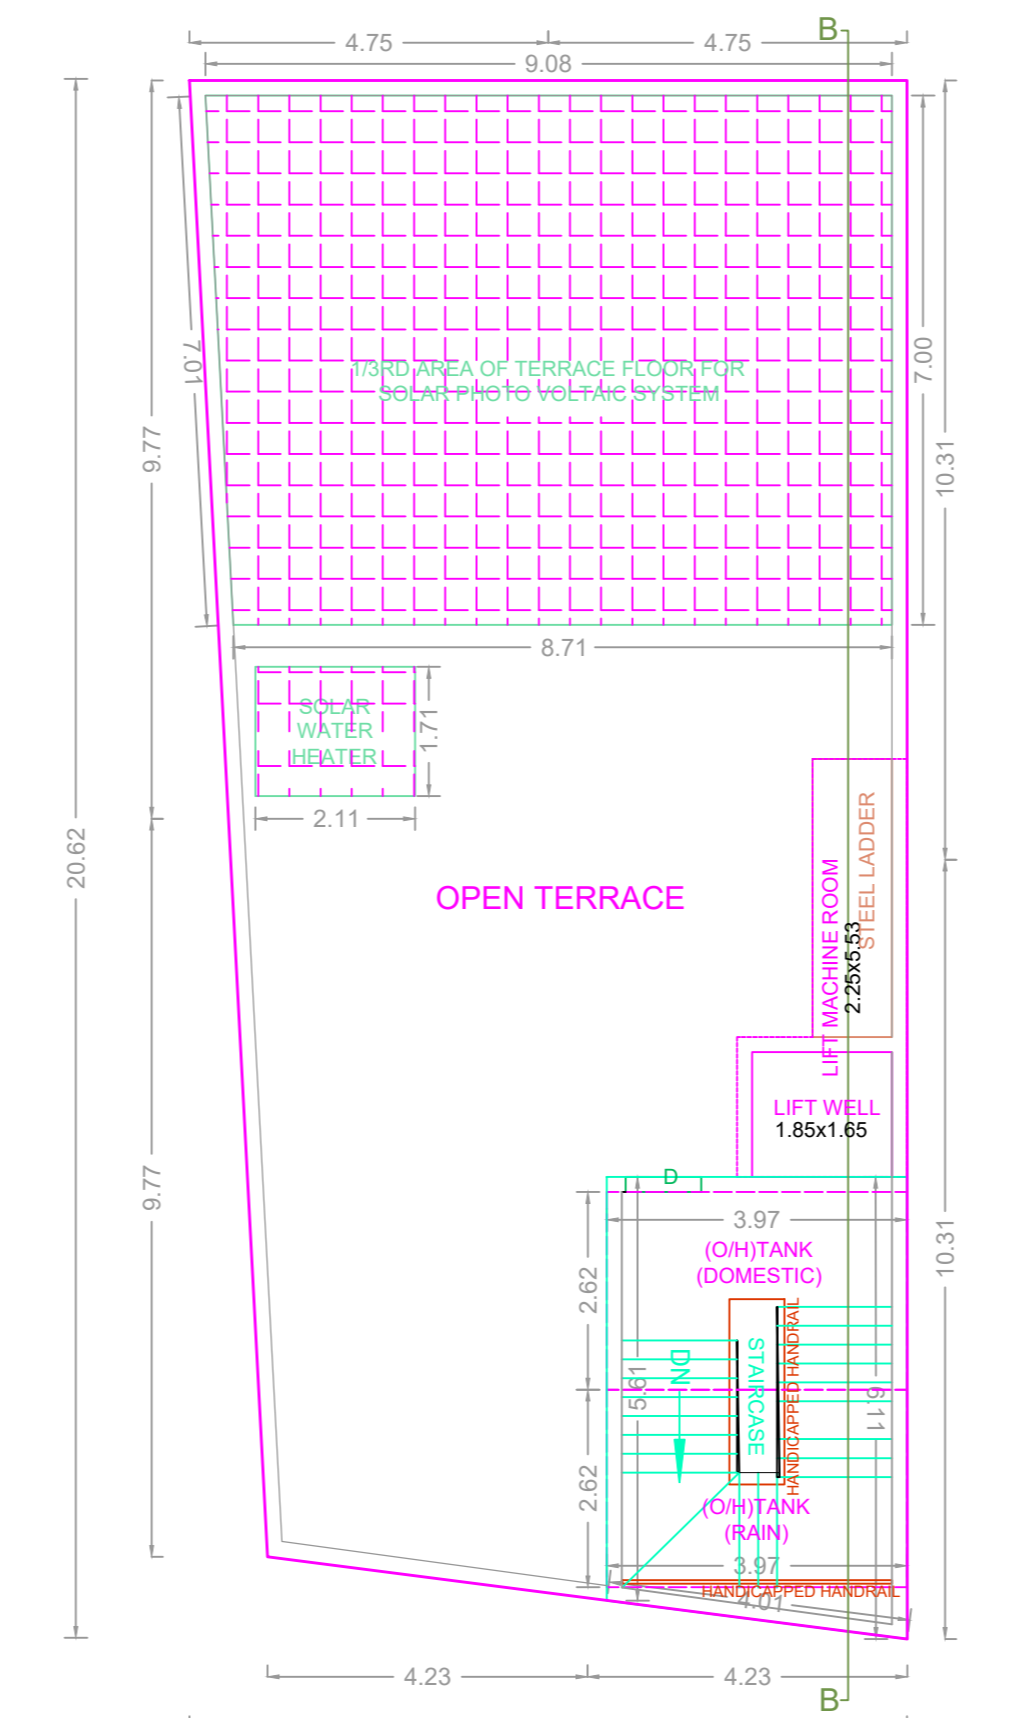 B
4.75
4.75
9.08
7.01
7.00
1/3RD AREA OF TERRACE FLOOR FOR
SOLAR PHOTO VOLTAIC SYSTEM
9.77
10.31
8.71
SOLAR
WATER
HEATER
1.71
2.11
20.62
OPEN TERRACE
LIFT MACHINE ROOM
2.25x5.53
STEEL LADDER
LIFT WELL
1.85x1.65
9.77
10.31
D
3.97
(O/H)TANK
(DOMESTIC)
2.62
5.61
DN
STAIRCASE
HANDICAPPED HANDRAIL
6.11
2.62
(O/H)TANK
(RAIN)
3.97
HANDICAPPED HANDRAIL
4.01
4.23
4.23
B